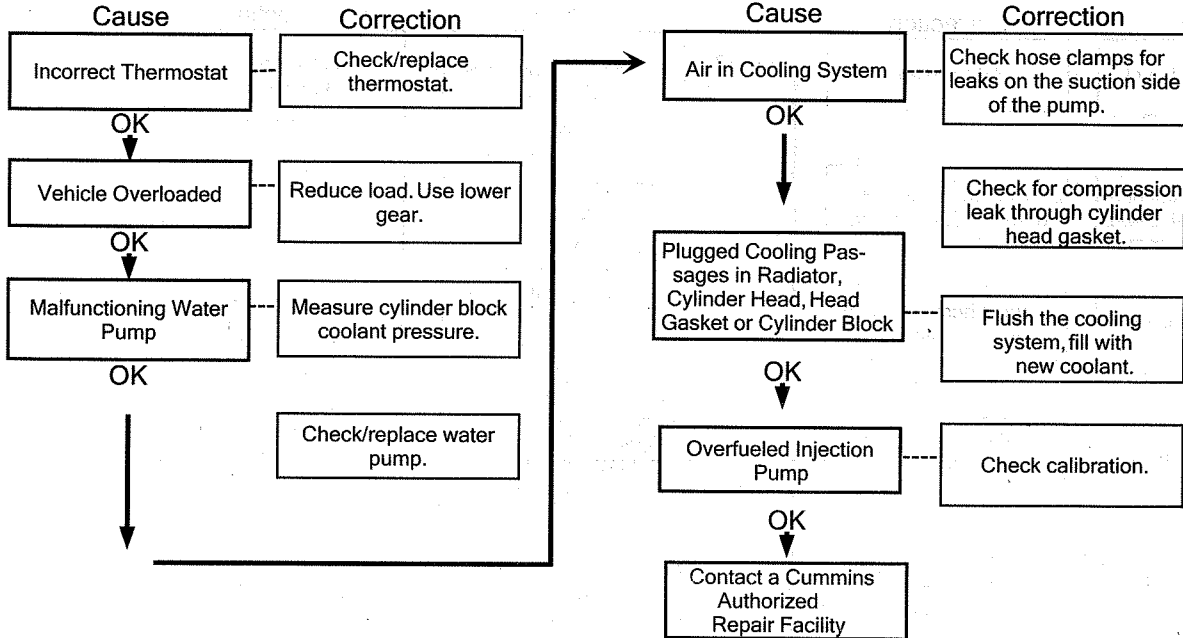 Cause
Correction
Incorrect Thermostat
Check/replace
thermostat.
OK
Vehicle Overloaded
Reduce load. Use lower
gear.
OK
Malfunctioning Water
Pump
Measure cylinder block
coolant pressure.
OK
Check/replace water
pump.
Cause
Correction
Air in Cooling System
Check hose clamps for
leaks on the suction side
of the pump.
OK
Check for compression
leak through cylinder
head gasket.
Plugged Cooling Pas-
sages in Radiator,
Cylinder Head, Head
Gasket or Cylinder Block
Flush the cooling
system, fill with
new coolant.
OK
Overfueled Injection
Pump
Check calibration.
OK
Contact a Cummins
Authorized
Repair Facility